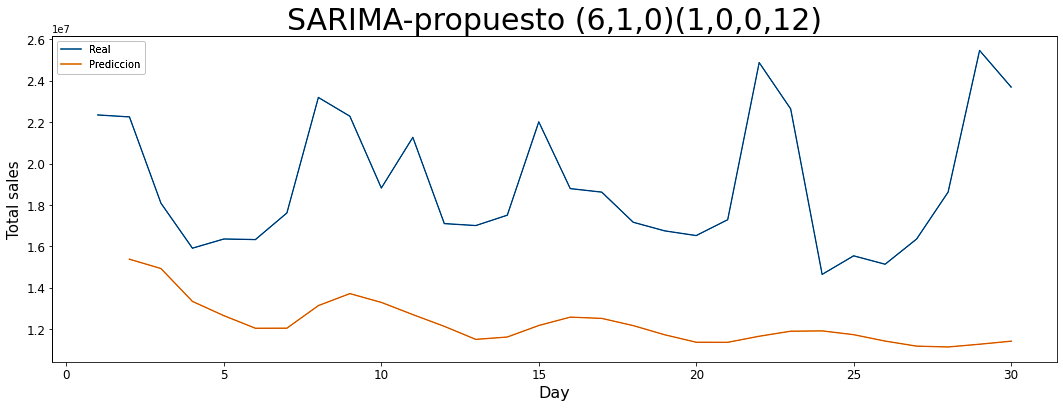 SARIMA-propuesto (6,1,0)(1,0,0,12)
1e7
Real
Prediccion
2.6
2.4
2.2
2.0
1.8
1.6
1.4
1.2
Total sales
0 5 10 15 20 25 30
Day